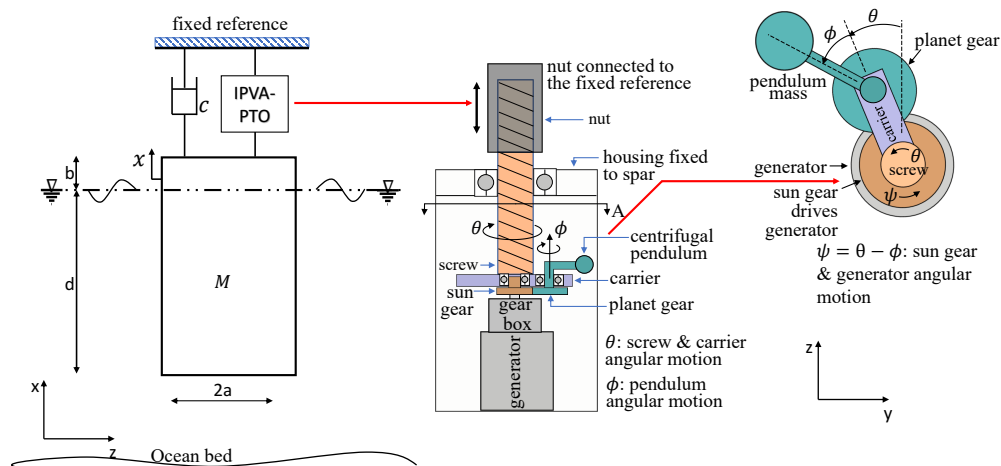 fixed reference
c
IPVA-
PTO
x
b
d
M
2a
x
z
Ocean bed
nut connected to
the fixed reference
nut
housing fixed
to spar
A
θ
ϕ
centrifugal
pendulum
screw
carrier
sun
gear
planet gear
gear
box
generator
θ: screw & carrier
angular motion
ϕ: pendulum
angular motion
θ
ϕ
planet gear
pendulum
mass
carrier
θ
screw
generator
sun gear
drives
generator
ψ
ψ = θ − ϕ: sun gear
& generator angular
motion
z
y